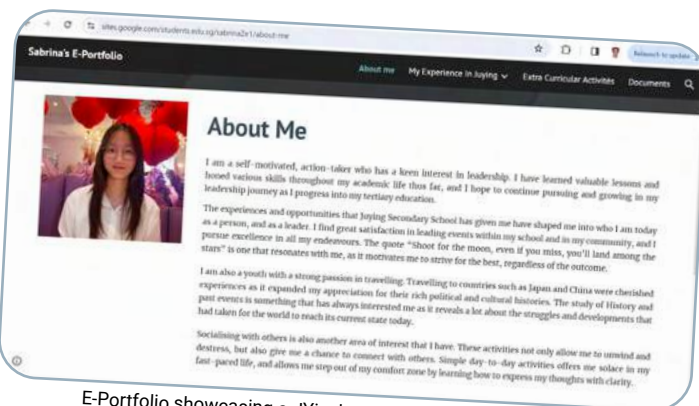 sites.google.com/students.edu.sg/sabrina2e1/about-me
Relaunch to update
Sabrina's E-Portfolio
About me My Experience in Juying Extra Curricular Activities Documents
About Me
I am a self-motivated, action-taker who has a keen interest in leadership. I have learned valuable lessons and
honed various skills throughout my academic life thus far, and I hope to continue pursuing and growing in my
leadership journey as I progress into my tertiary education.
The experiences and opportunities that Juying Secondary School has given me have shaped me into who I am today
as a person, and as a leader. I find great satisfaction in leading events within my school and in my community, and I
pursue excellence in all my endeavours. The quote "Shoot for the moon, even if you miss, you'll land among the
stars" is one that resonates with me, as it motivates me to strive for the best, regardless of the outcome.
I am also a youth with a strong passion in travelling. Travelling to countries such as Japan and China were cherished
experiences as it expanded my appreciation for their rich political and cultural histories. The study of History and
past events is something that has always interested me as it reveals a lot about the struggles and developments that
had taken for the world to reach its current state today.
Socialising with others is also another area of interest that I have. These activities not only allow me to unwind and
destress, but also give me a chance to connect with others. Simple day-to-day activities offers me solace in my
fast-paced life, and allows me step out of my comfort zone by learning how to express my thoughts with clarity.
E-Portfolio showcasing a